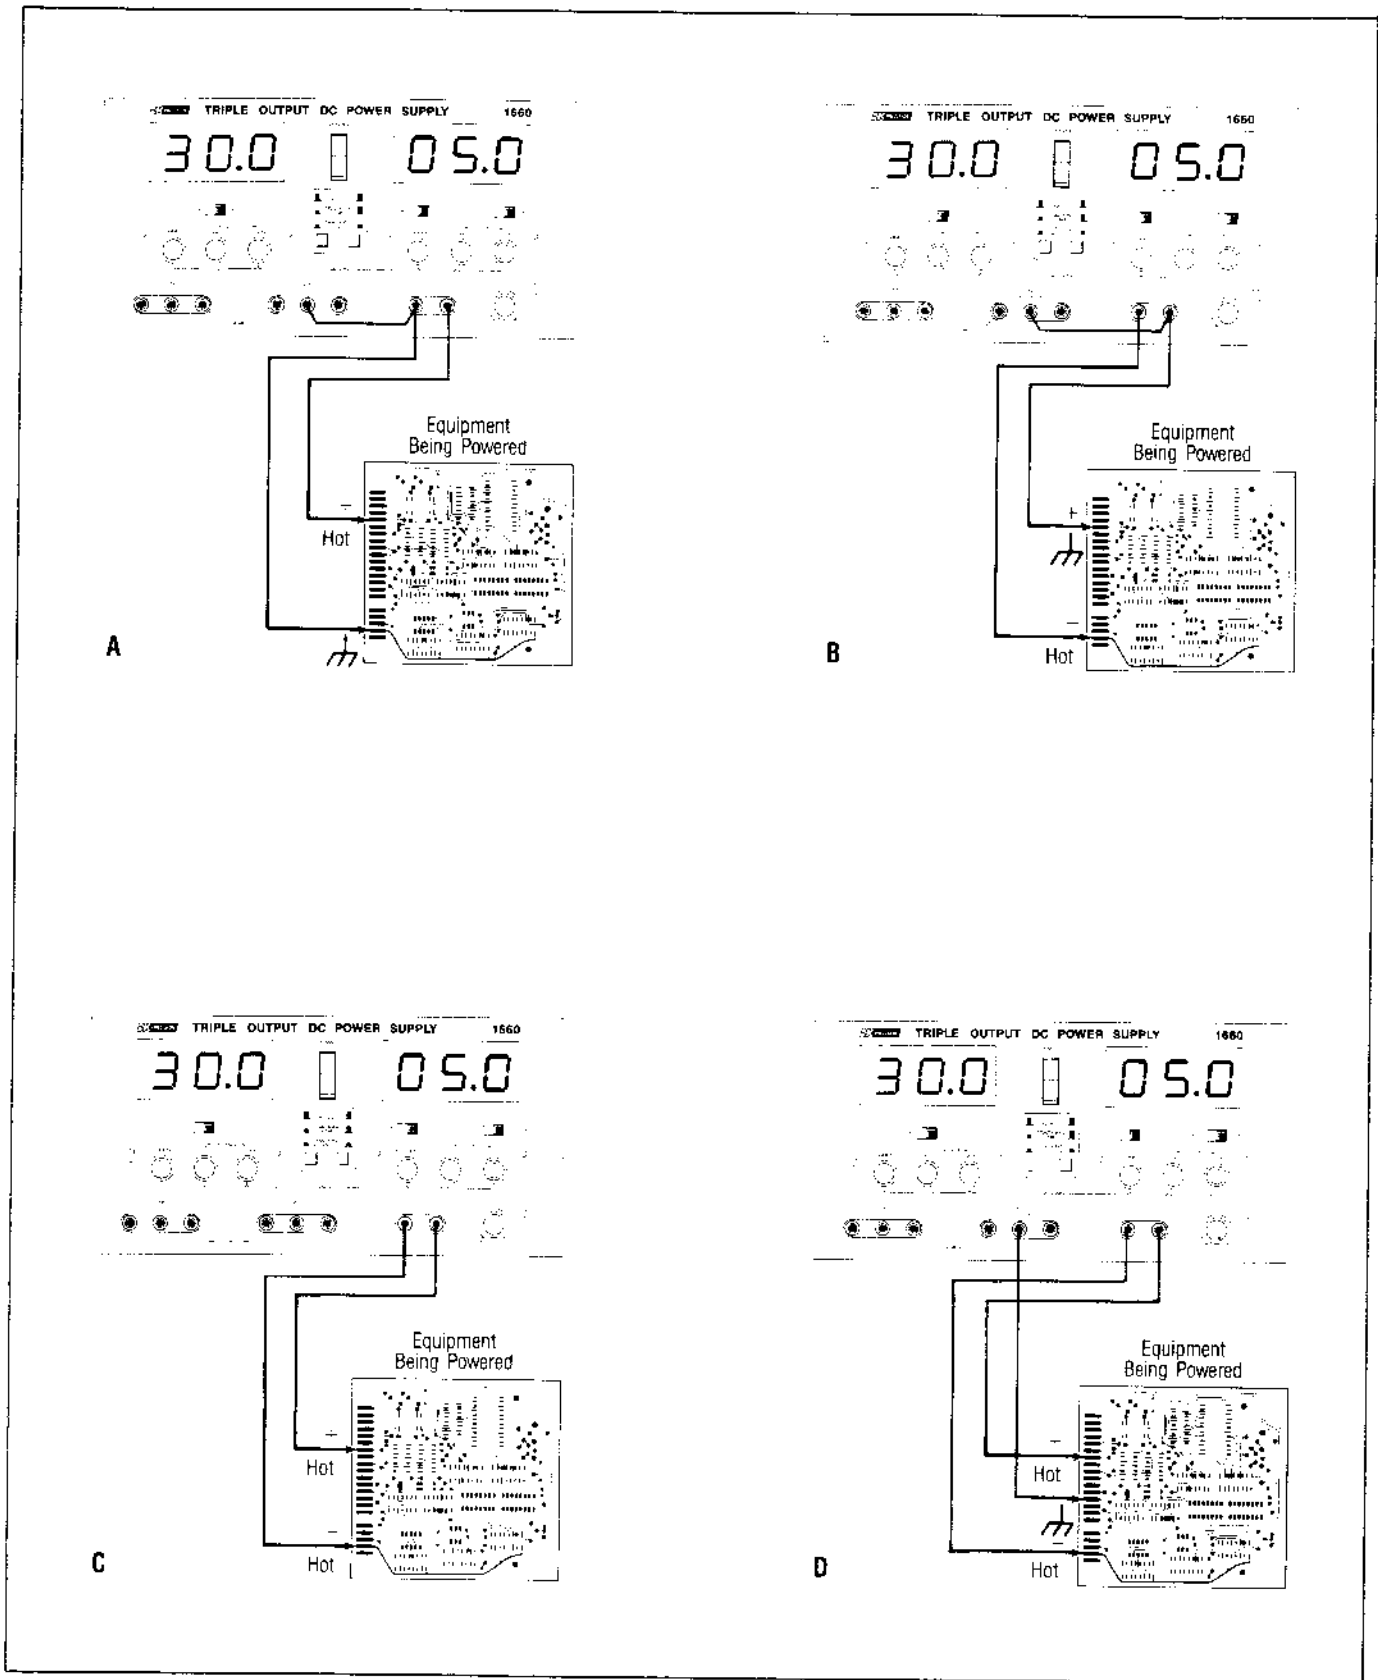 TRIPLE OUTPUT DC POWER SUPPLY 1660
30.0 05.0
Equipment
Being Powered
Hot
A
TRIPLE OUTPUT DC POWER SUPPLY 1660
30.0 05.0
Equipment
Being Powered
+
−
Hot
B
TRIPLE OUTPUT DC POWER SUPPLY 1660
30.0 05.0
Equipment
Being Powered
Hot
−
Hot
C
TRIPLE OUTPUT DC POWER SUPPLY 1660
30.0 05.0
Equipment
Being Powered
Hot
−
Hot
D